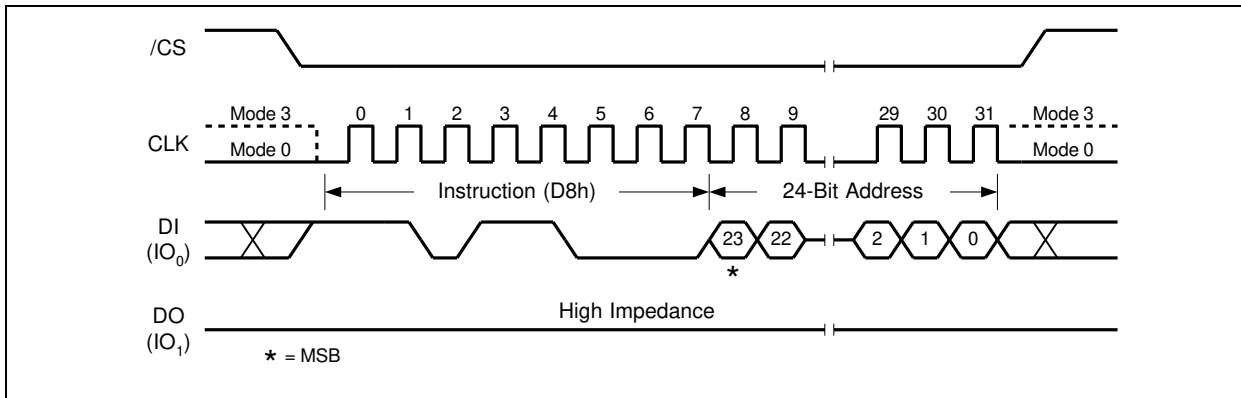 /CS
Mode 3 0 1 2 3 4 5 6 7 8 9 29 30 31 Mode 3
CLK
Mode 0 Mode 0
Instruction (D8h) 24-Bit Address
DI
(IO0) 23 22 2 1 0
*
High Impedance
DO
(IO1)
* = MSB